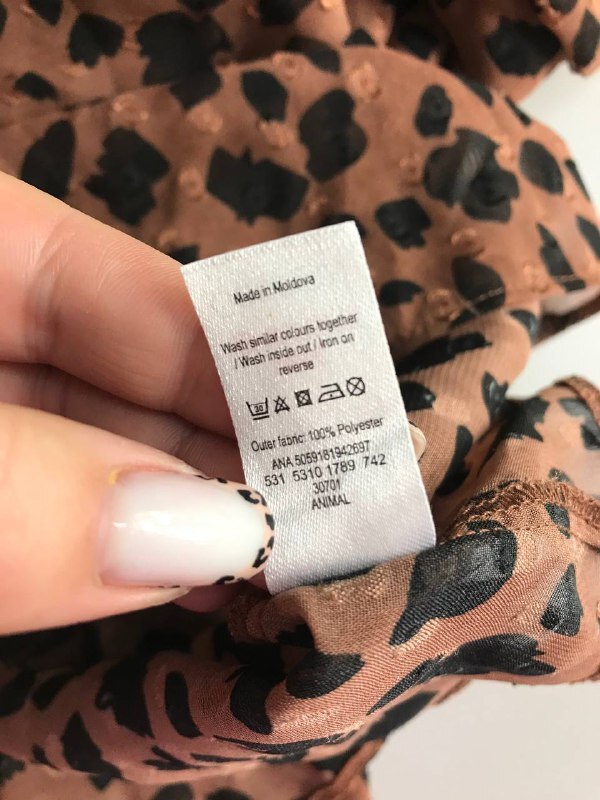 Made in Moldova
Wash similar colours together
/ Wash inside out / Iron on
reverse
30
Outer fabric: 100% Polyester
ANA 5059181942697
531 5310 1789 742
30701
ANIMAL